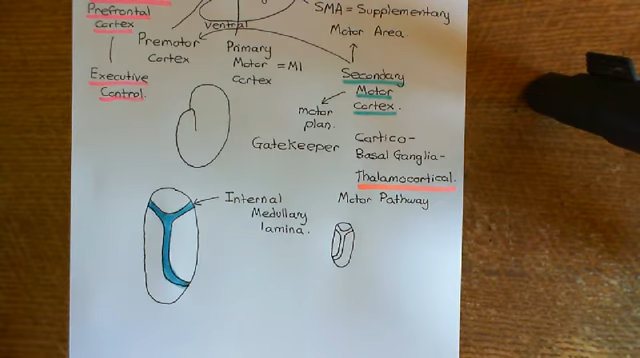 Prefrontal
Cortex
Executive
Control.
ventral
Premotor
Cortex
Primary
Motor = MI
Cortex
SMA = Supplementary
Motor Area
Secondary
Motor
Cortex.
motor
plan.
Gatekeeper
Cortico-
Basal Ganglia-
Thalamocortical.
Motor Pathway
Internal
Medullary
lamina.